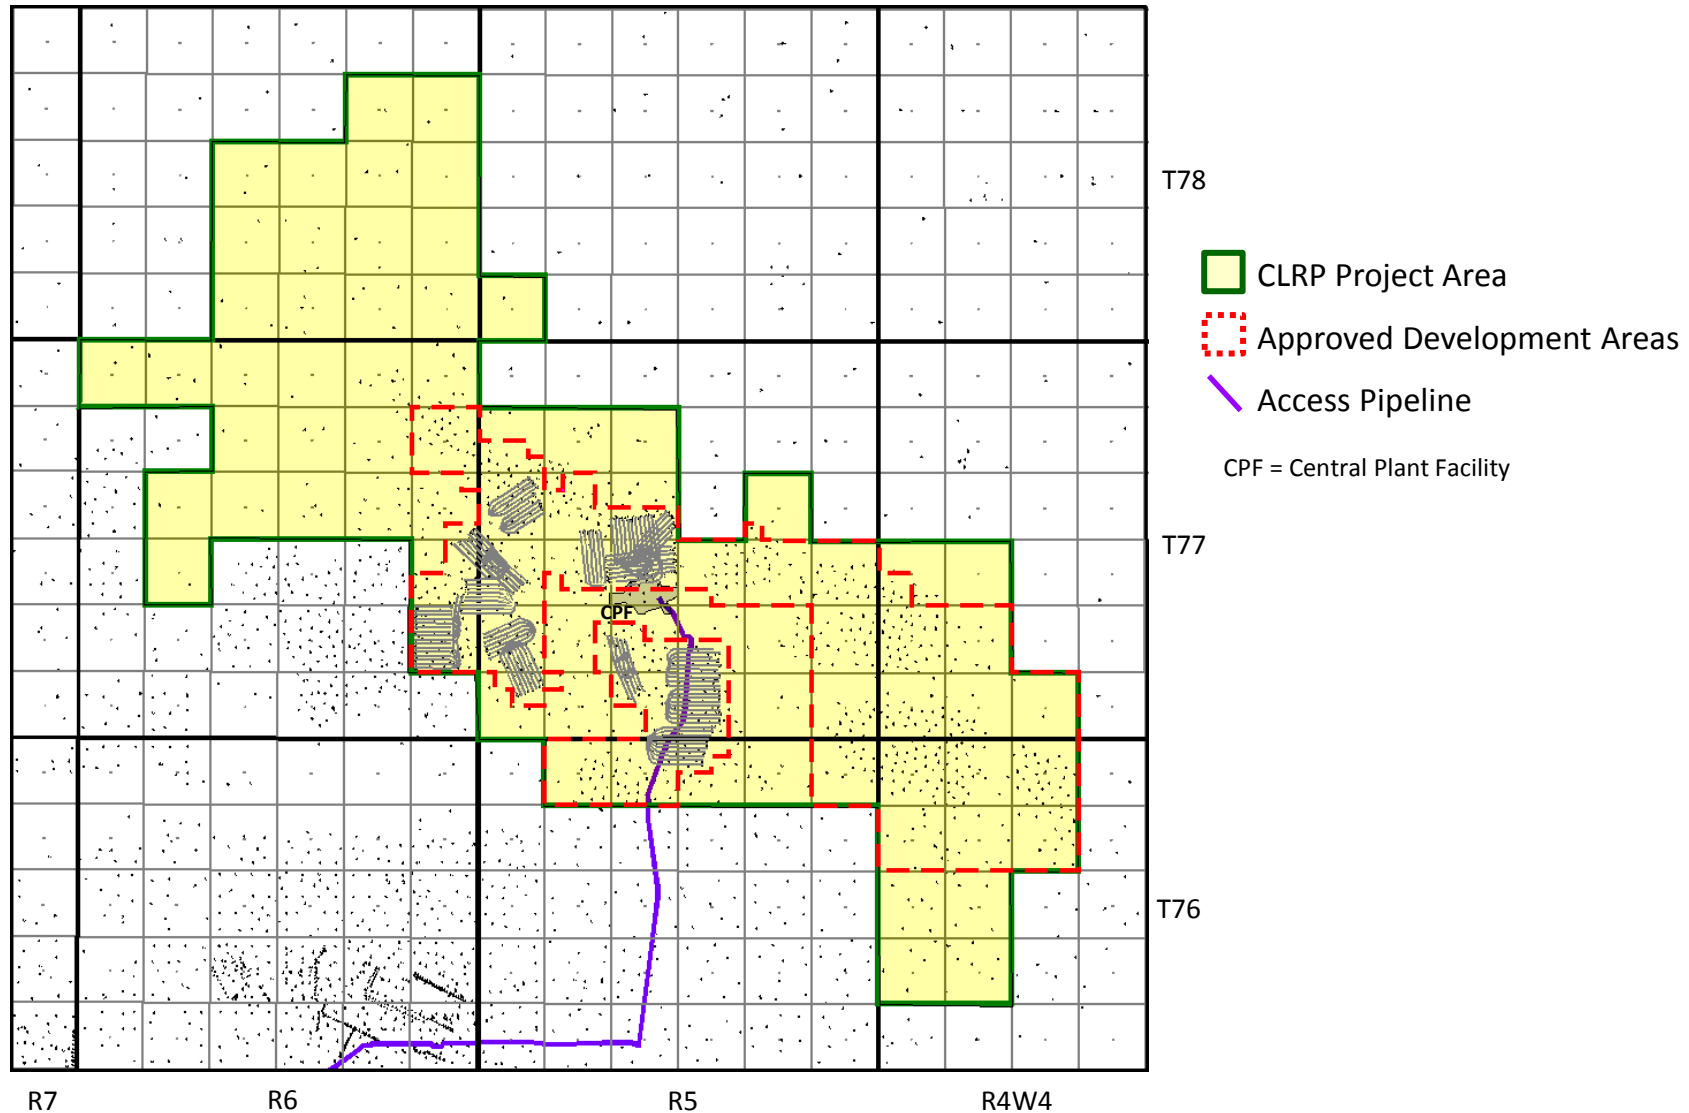 T78
CLRP Project Area
Approved Development Areas
Access Pipeline
CPF = Central Plant Facility
T77
CPF
T76
R7 R6 R5 R4W4